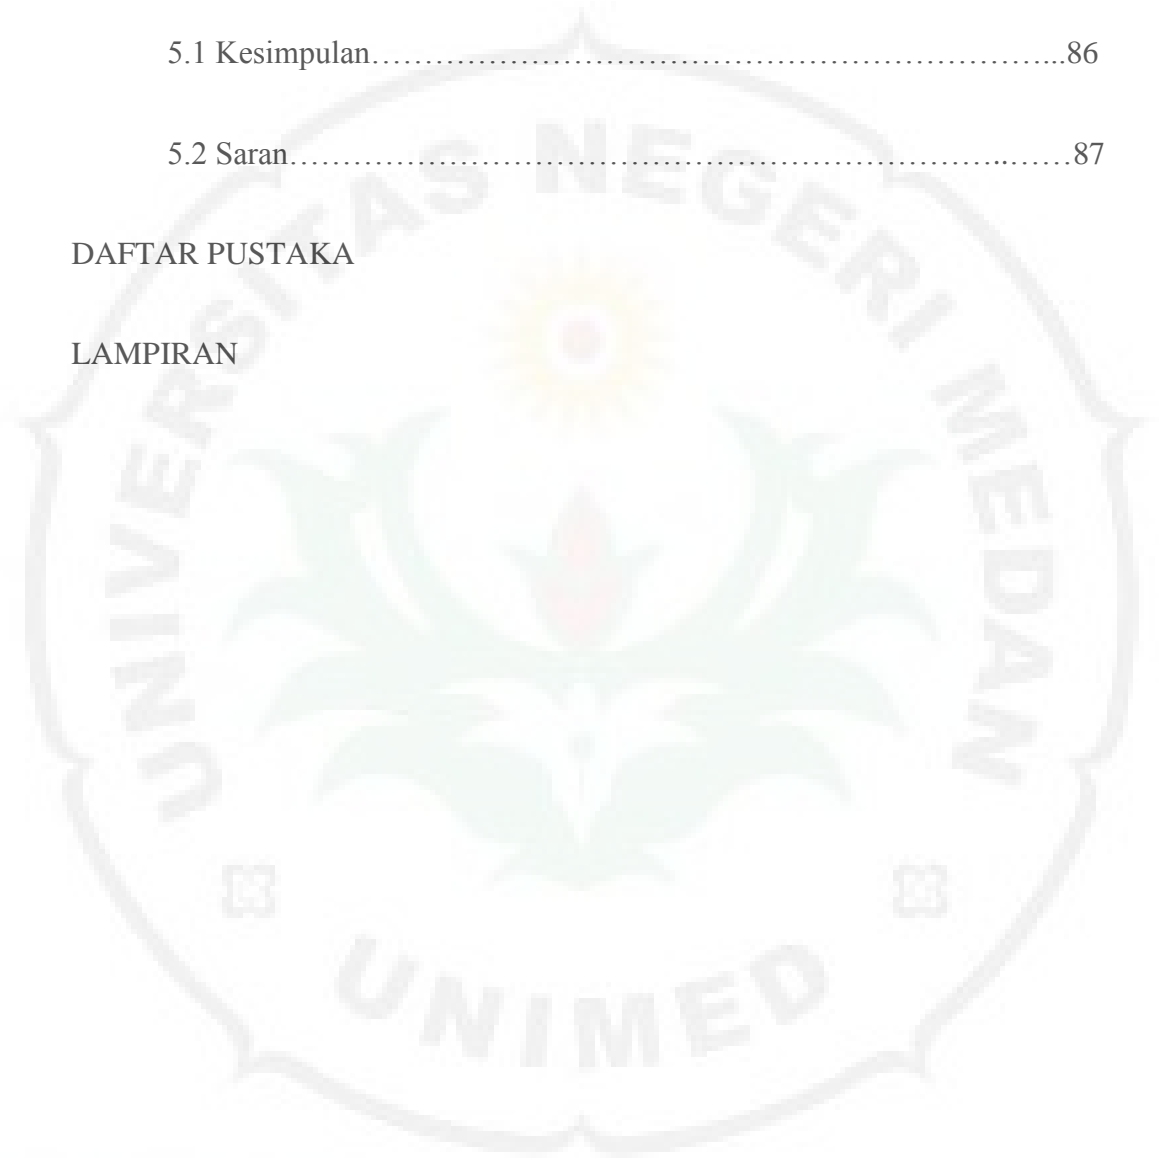 5.1 Kesimpulan……………………………………………………...86
5.2 Saran………………………………………………………..……87
DAFTAR PUSTAKA
LAMPIRAN
UNIVERSITAS NEGERI MEDAN
UNIMED